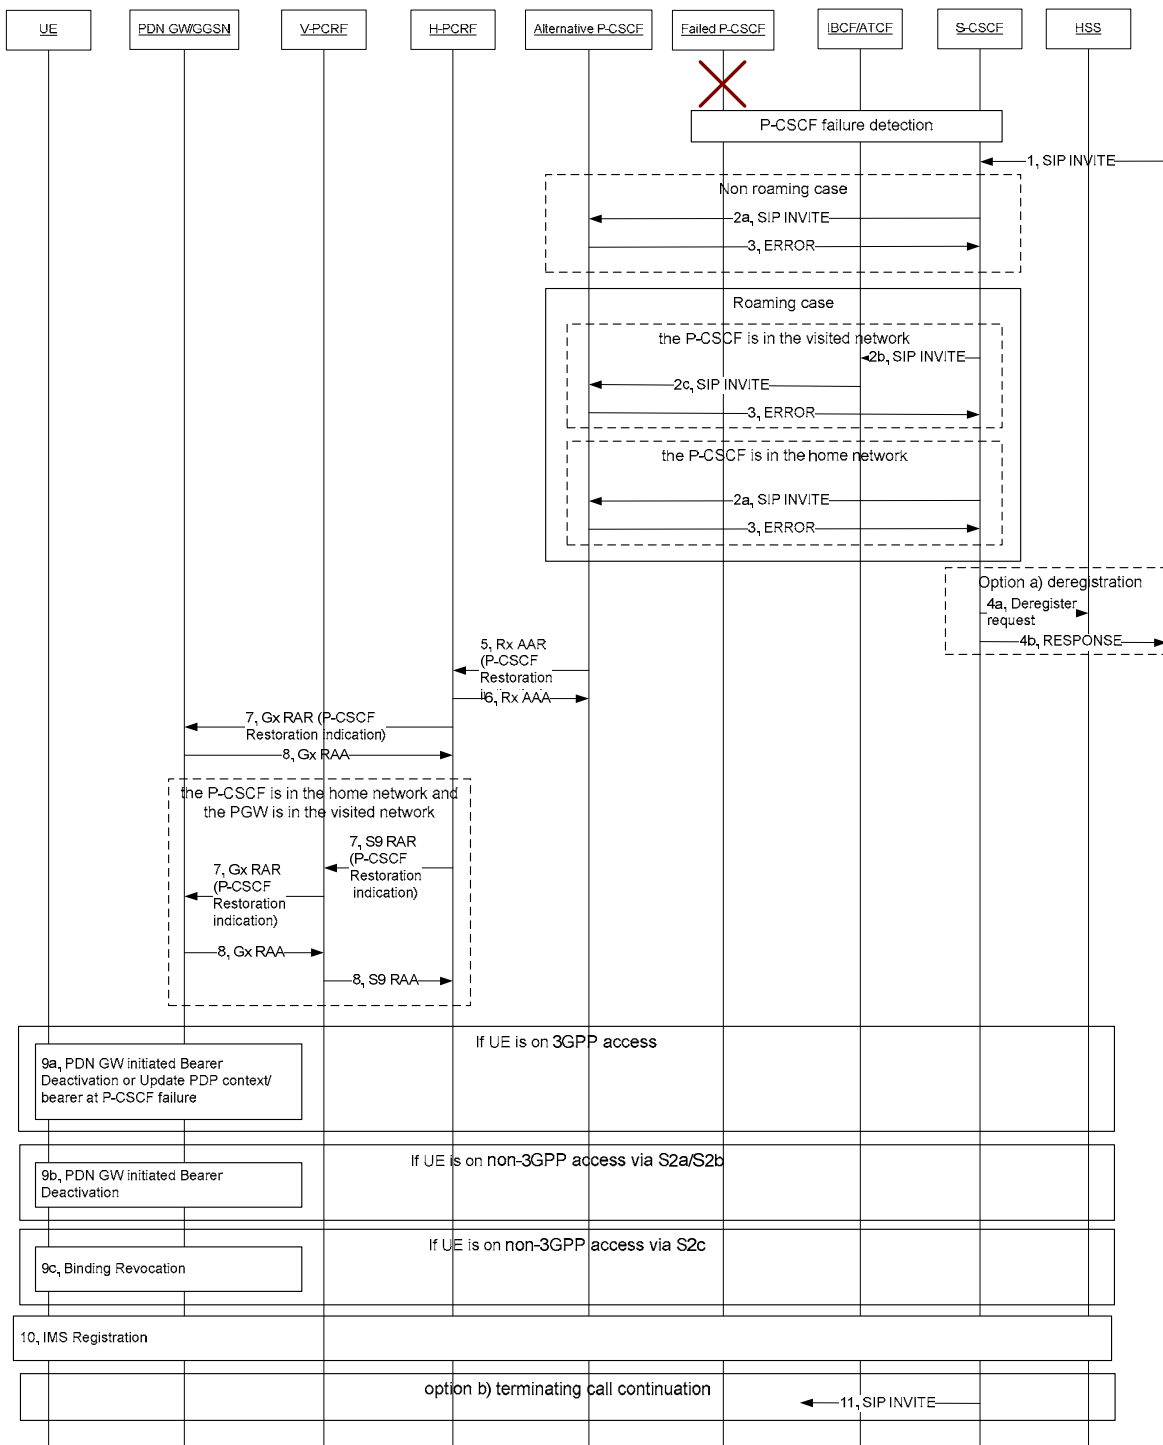 UE
PDN GW/GGSN
V-PCRF
H-PCRF
Alternative P-CSCF
Failed P-CSCF
IBCF/ATCF
S-CSCF
HSS
P-CSCF failure detection
1, SIP INVITE
Non roaming case
2a, SIP INVITE
3, ERROR
Roaming case
the P-CSCF is in the visited network
2b, SIP INVITE
2c, SIP INVITE
3, ERROR
the P-CSCF is in the home network
2a, SIP INVITE
3, ERROR
Option a) deregistration
4a, Deregister
request
4b, RESPONSE
5, Rx AAR
(P-CSCF
Restoration
6, Rx AAA
7, Gx RAR (P-CSCF
Restoration indication)
8, Gx RAA
the P-CSCF is in the home network and
the PGW is in the visited network
7, S9 RAR
(P-CSCF
Restoration
indication)
7, Gx RAR
(P-CSCF
Restoration
indication)
8, Gx RAA
8, S9 RAA
If UE is on 3GPP access
9a, PDN GW initiated Bearer
Deactivation or Update PDP context/
bearer at P-CSCF failure
If UE is on non-3GPP access via S2a/S2b
9b, PDN GW initiated Bearer
Deactivation
If UE is on non-3GPP access via S2c
9c, Binding Revocation
10, IMS Registration
option b) terminating call continuation
11, SIP INVITE